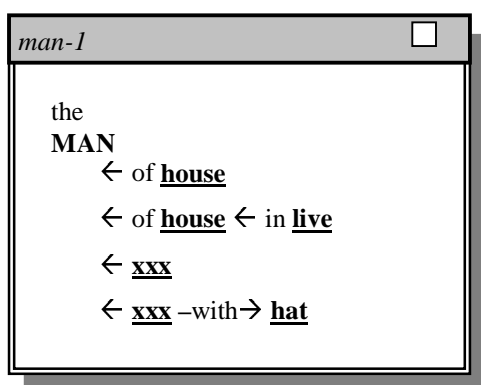 man-1
the
MAN
← of house
← of house ← in live
← xxx
← xxx –with→ hat